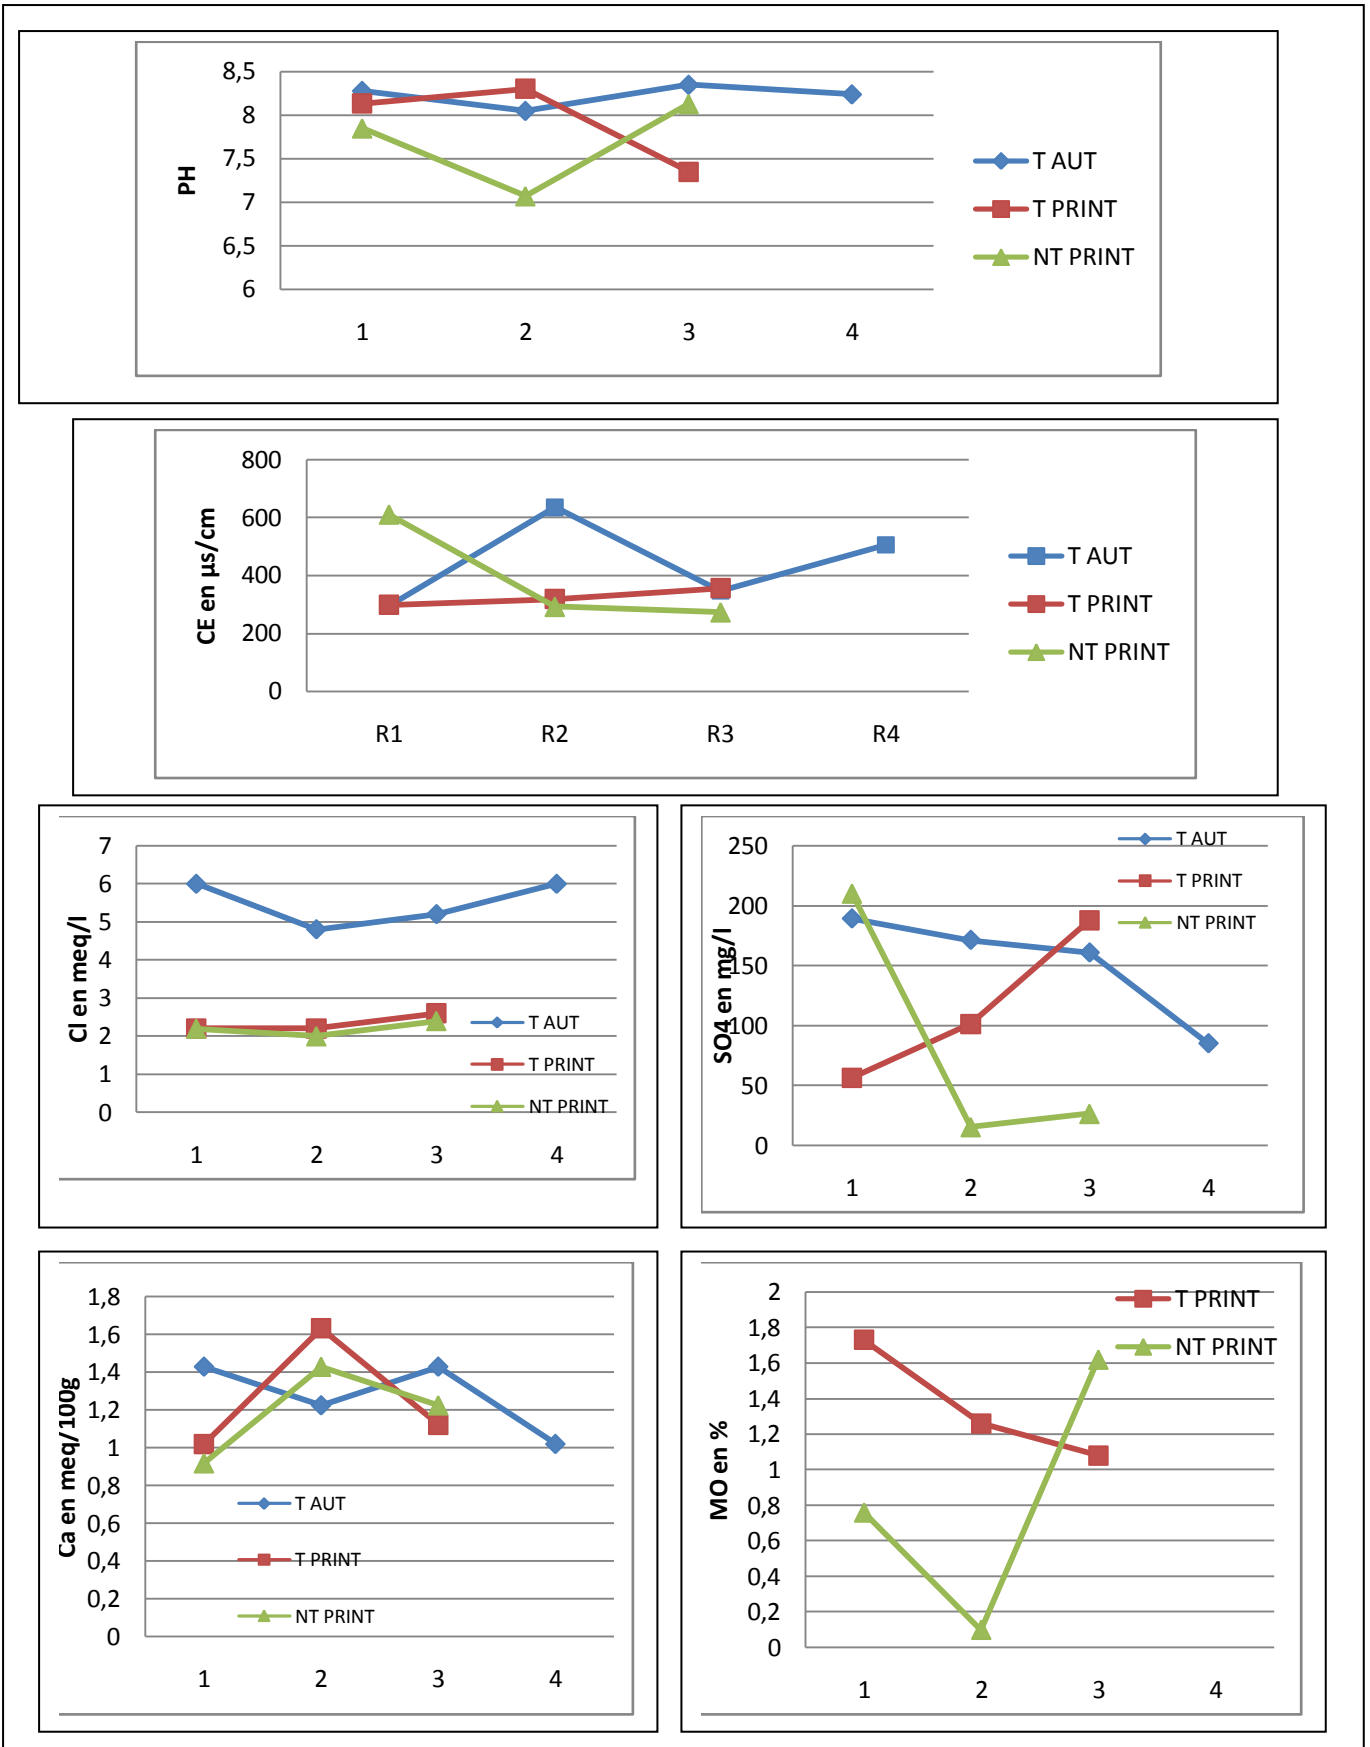 8,5
8
7,5
7
6,5
6
PH
1 2 3 4
T AUT
T PRINT
NT PRINT
800
600
400
200
0
CE en µs/cm
R1 R2 R3 R4
T AUT
T PRINT
NT PRINT
7
6
5
4
3
2
1
0
Cl en meq/l
1 2 3 4
T AUT
T PRINT
NT PRINT
250
200
150
100
50
0
SO4 en mg/l
1 2 3 4
T AUT
T PRINT
NT PRINT
1,8
1,6
1,4
1,2
1
0,8
0,6
0,4
0,2
0
Ca en meq/100g
1 2 3 4
T AUT
T PRINT
NT PRINT
2
1,8
1,6
1,4
1,2
1
0,8
0,6
0,4
0,2
0
MO en %
1 2 3 4
T PRINT
NT PRINT